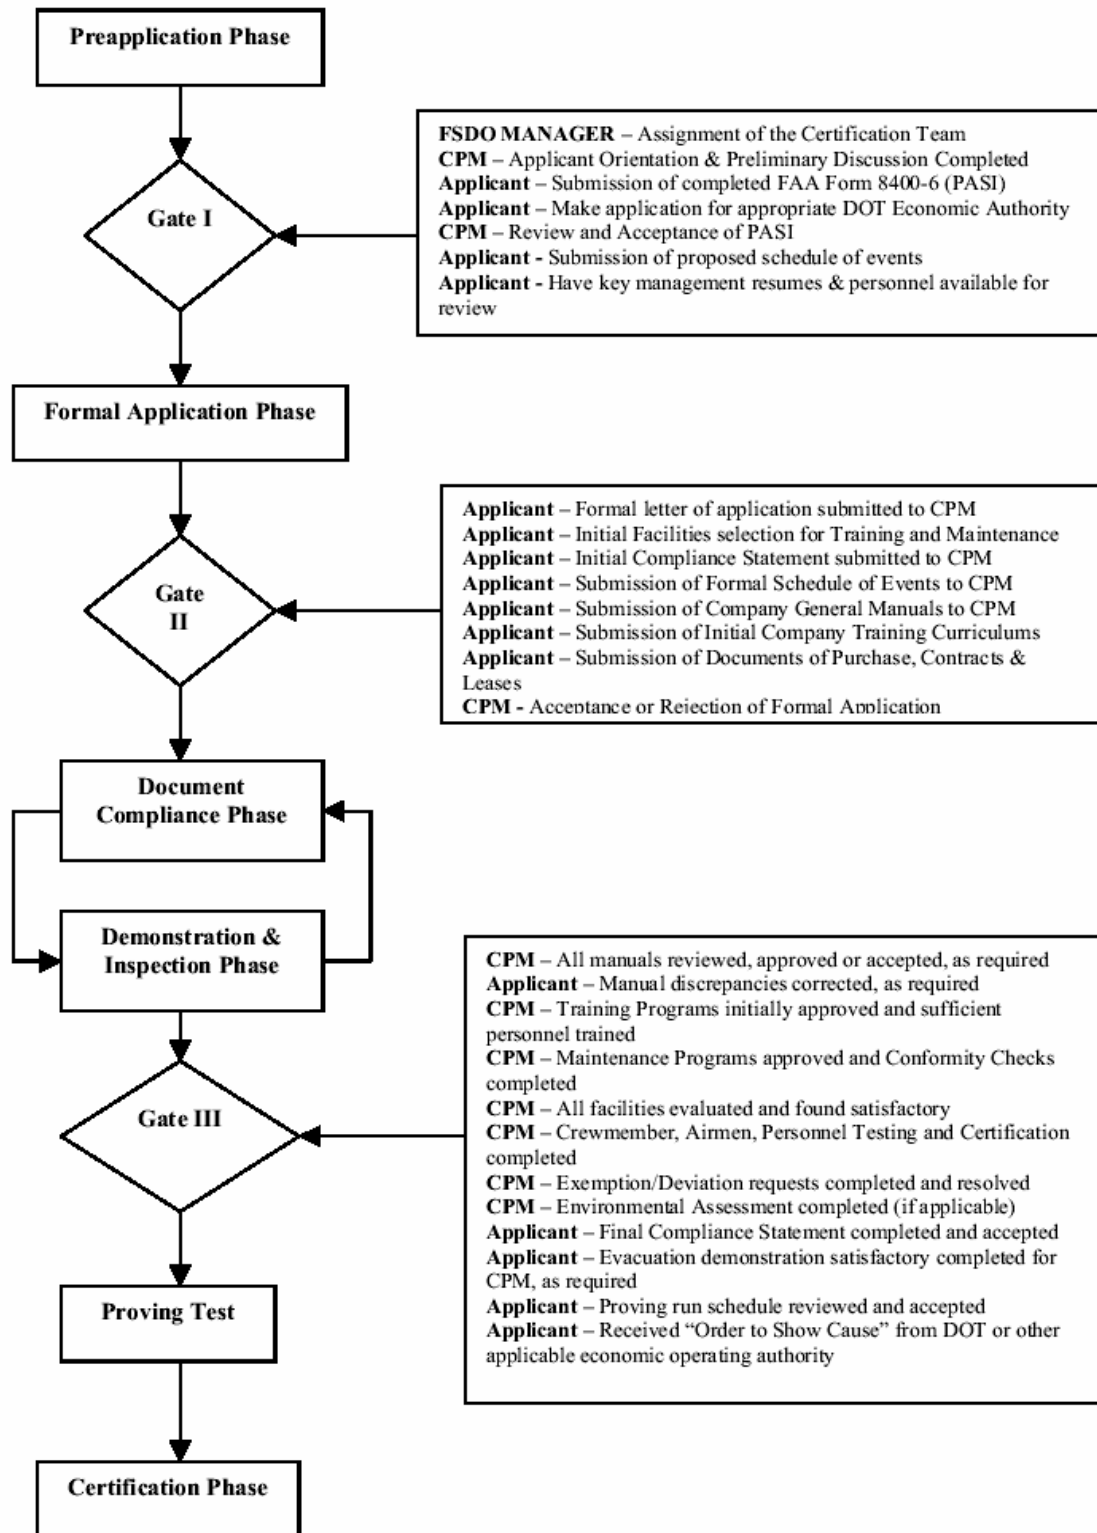 Preapplication Phase
FSDO MANAGER – Assignment of the Certification Team
CPM – Applicant Orientation & Preliminary Discussion Completed
Applicant – Submission of completed FAA Form 8400-6 (PASI)
Applicant – Make application for appropriate DOT Economic Authority
CPM – Review and Acceptance of PASI
Applicant - Submission of proposed schedule of events
Applicant - Have key management resumes & personnel available for
review
Gate I
Formal Application Phase
Applicant – Formal letter of application submitted to CPM
Applicant – Initial Facilities selection for Training and Maintenance
Applicant – Initial Compliance Statement submitted to CPM
Applicant – Submission of Formal Schedule of Events to CPM
Applicant – Submission of Company General Manuals to CPM
Applicant – Submission of Initial Company Training Curriculums
Applicant – Submission of Documents of Purchase, Contracts &
Leases
CPM - Acceptance or Rejection of Formal Application
Gate
II
Document
Compliance Phase
Demonstration &
Inspection Phase
CPM – All manuals reviewed, approved or accepted, as required
Applicant – Manual discrepancies corrected, as required
CPM – Training Programs initially approved and sufficient
personnel trained
CPM – Maintenance Programs approved and Conformity Checks
completed
CPM – All facilities evaluated and found satisfactory
CPM – Crewmember, Airmen, Personnel Testing and Certification
completed
CPM – Exemption/Deviation requests completed and resolved
CPM – Environmental Assessment completed (if applicable)
Applicant – Final Compliance Statement completed and accepted
Applicant – Evacuation demonstration satisfactory completed for
CPM, as required
Applicant – Proving run schedule reviewed and accepted
Applicant – Received “Order to Show Cause” from DOT or other
applicable economic operating authority
Gate III
Proving Test
Certification Phase